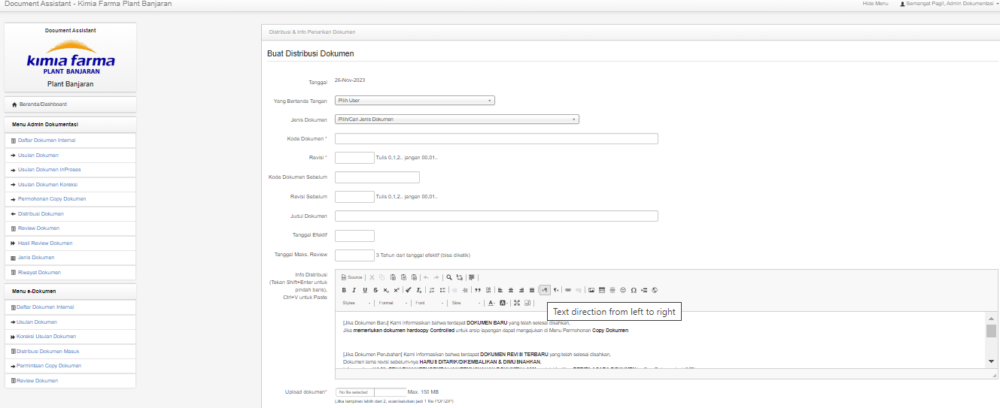 Document Assistant - Kimia Farma Plant Banjaran
Hide Menu
Semangat Pagi!, Admin Dokumentasi
Document Assistant
kimia farma
PLANT BANJARAN
Plant Banjaran
Beranda/Dashboard
Menu Admin Dokumentasi
Daftar Dokumen Internal
Usulan Dokumen
Usulan Dokumen InProses
Usulan Dokumen Koreksi
Permohonan Copy Dokumen
Distribusi Dokumen
Review Dokumen
Hasil Review Dokumen
Jenis Dokumen
Riwayat Dokumen
Menu e-Dokumen
Daftar Dokumen Internal
Usulan Dokumen
Koreksi Usulan Dokumen
Distribusi Dokumen Masuk
Permintaan Copy Dokumen
Review Dokumen
Distribusi & Info Penarikan Dokumen
Buat Distribusi Dokumen
Tanggal 26-Nov-2023
Yang Bertanda Tangan Pilih User
Jenis Dokumen Pilih/Cari Jenis Dokumen
Kode Dokumen *
Revisi * Tulis 0,1,2.. jangan 00,01..
Kode Dokumen Sebelum
Revisi Sebelum Tulis 0,1,2.. jangan 00,01..
Judul Dokumen
Tanggal Efektif
Tanggal Maks. Review 3 Tahun dari tanggal efektif (bisa diketik)
Info Distribusi
(Tekan Shift+Enter untuk
pindah baris),
Ctrl+V untuk Paste
Source
B I U S x₂ x² Tx
Styles Format Font Size A A
Text direction from left to right
[Jika Dokumen Baru] Kami informasikan bahwa terdapat DOKUMEN BARU yang telah selesai disahkan,
Jika memerlukan dokumen hardcopy Controlled untuk arsip lapangan dapat mengajukan di Menu Permohonan Copy Dokumen
[Jika Dokumen Perubahan] Kami informasikan bahwa terdapat DOKUMEN REVISI TERBARU yang telah selesai disahkan,
Dokumen lama revisi sebelum-nya HARUS DITARIK/DIKEMBALIKAN & DIMUSNAHKAN,
Upload dokumen* No file selected Max. 150 MB
(Jika lampiran lebih dari 2, scan/satukan jadi 1 file PDF/ZIP)